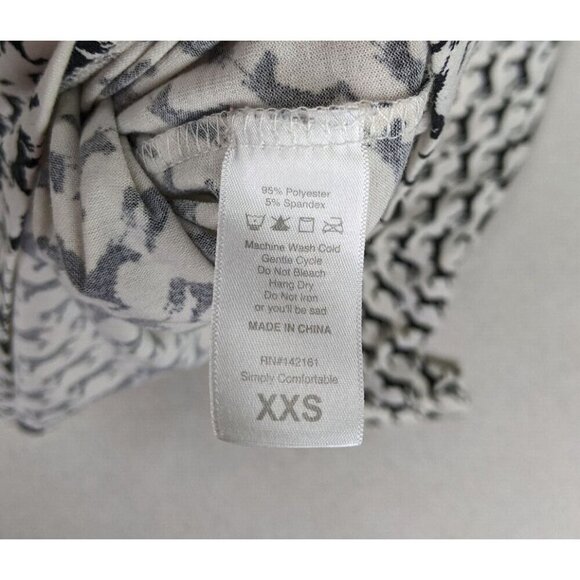 95% Polyester
5% Spandex
Machine Wash Cold
Gentle Cycle
Do Not Bleach
Hang Dry
Do Not Iron
or you'll be sad
MADE IN CHINA
RN#142161
Simply Comfortable
XXS